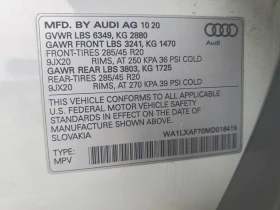 MFD. BY AUDI AG 10 20
GVWR LBS 6349, KG 2880
GAWR FRONT LBS 3241, KG 1470
FRONT-TIRES 285/45 R20
9JX20 RIMS, AT 250 KPA 36 PSI COLD
GAWR REAR LBS 3803, KG 1725
REAR-TIRES 285/45 R20
9JX20 RIMS, AT 270 KPA 39 PSI COLD
THIS VEHICLE CONFORMS TO ALL APPLICABLE
U.S. FEDERAL MOTOR VEHICLE SAFETY STANDARDS
IN EFFECT ON THE DATE OF
MANUFACTURE SHOWN ABOVE.
SLOVAKIA
TYPE: WA1LXAF70MD016419
MPV
Audi